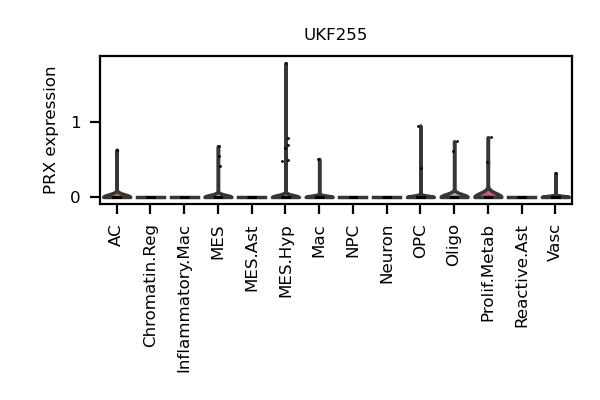 UKF255
PRX expression
1
0
AC
Chromatin.Reg
Inflammatory.Mac
MES
MES.Ast
MES.Hyp
Mac
NPC
Neuron
OPC
Oligo
Prolif.Metab
Reactive.Ast
Vasc